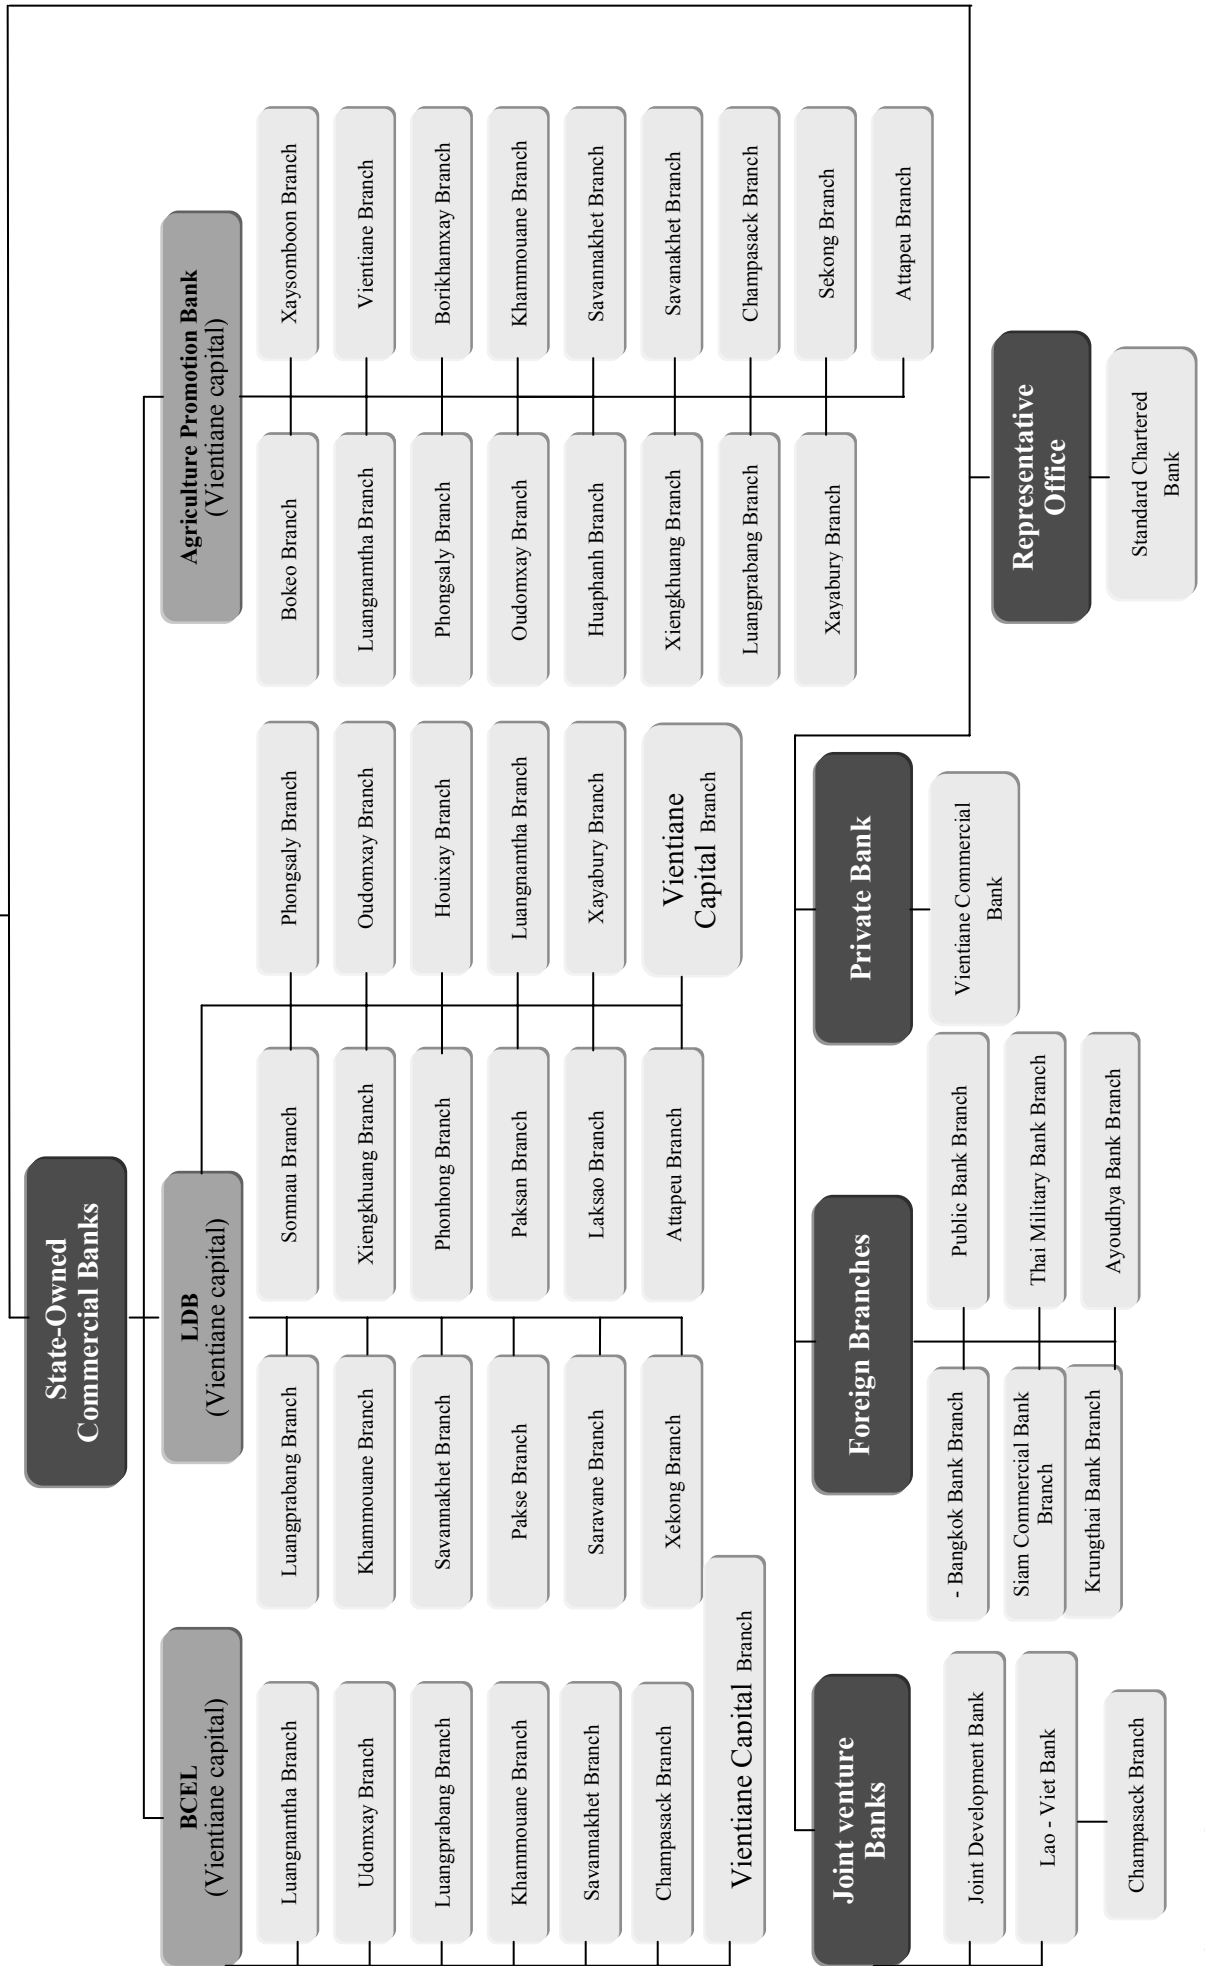 State-Owned
Commercial Banks
BCEL
(Vientiane capital)
Luangnamtha Branch
Udomxay Branch
Luangprabang Branch
Khammouane Branch
Savannakhet Branch
Champasack Branch
Vientiane Capital Branch
LDB
(Vientiane capital)
Luangprabang Branch
Khammouane Branch
Savannakhet Branch
Pakse Branch
Saravane Branch
Xekong Branch
Somnau Branch
Xiengkhuang Branch
Phonhong Branch
Paksan Branch
Laksao Branch
Attapeu Branch
Phongsaly Branch
Oudomxay Branch
Houixay Branch
Luangnamtha Branch
Xayabury Branch
Vientiane
Capital Branch
Agriculture Promotion Bank
(Vientiane capital)
Bokeo Branch
Luangnamtha Branch
Phongsaly Branch
Oudomxay Branch
Huaphanh Branch
Xiengkhuang Branch
Luangprabang Branch
Xayabury Branch
Xaysomboon Branch
Vientiane Branch
Borikhamxay Branch
Khammouane Branch
Savannakhet Branch
Savanakhet Branch
Champasack Branch
Sekong Branch
Attapeu Branch
Joint venture
Banks
Joint Development Bank
Lao - Viet Bank
Champasack Branch
Foreign Branches
- Bangkok Bank Branch
Siam Commercial Bank
Branch
Krungthai Bank Branch
Public Bank Branch
Thai Military Bank Branch
Ayoudhya Bank Branch
Private Bank
Vientiane Commercial
Bank
Representative
Office
Standard Chartered
Bank